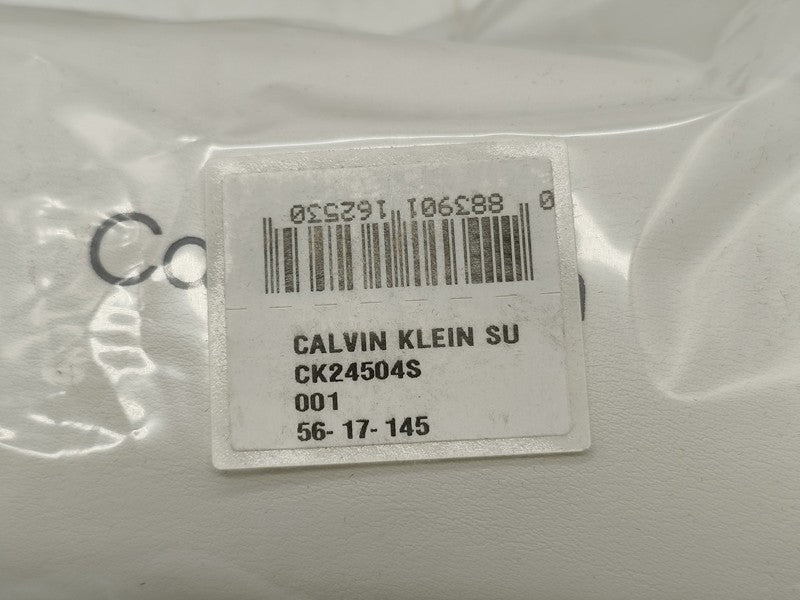 0 883901 162530
CALVIN KLEIN SU
CK24504S
001
56-17-145